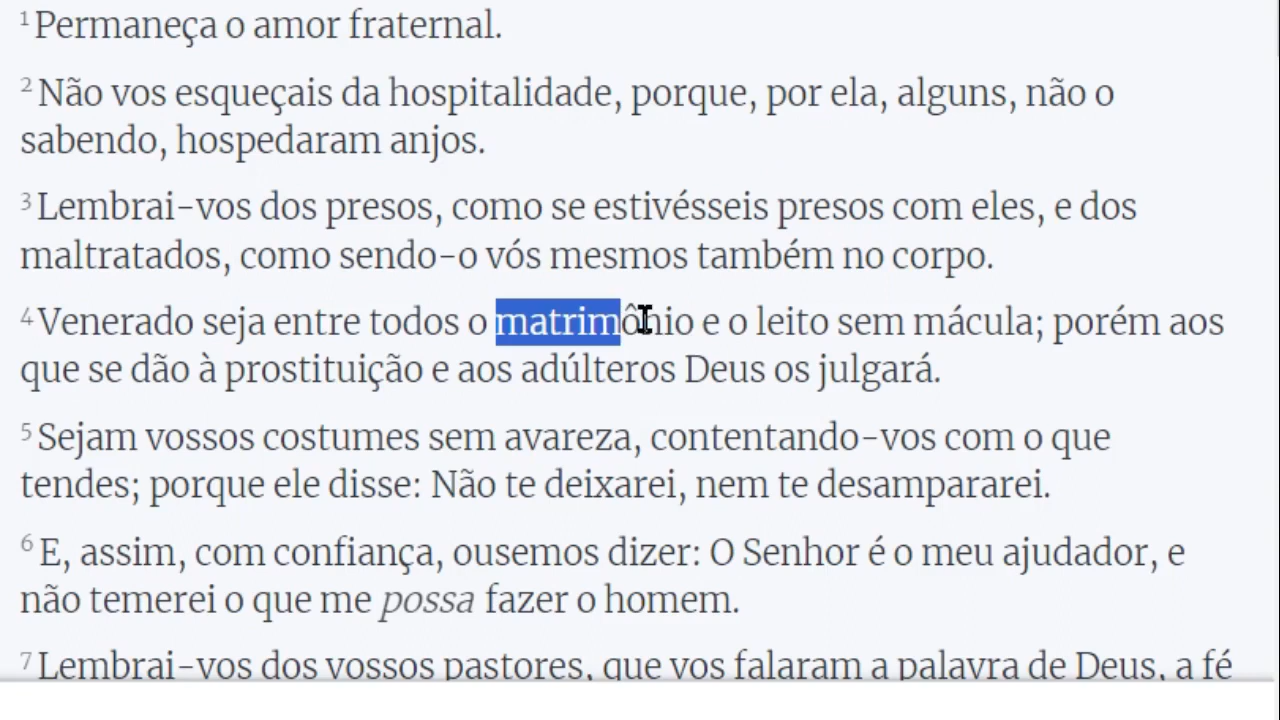 1 Permaneça o amor fraternal.
2 Não vos esqueçais da hospitalidade, porque, por ela, alguns, não o
sabendo, hospedaram anjos.
3 Lembrai-vos dos presos, como se estivésseis presos com eles, e dos
maltratados, como sendo-o vós mesmos também no corpo.
4 Venerado seja entre todos o matrimônio e o leito sem mácula; porém aos
que se dão à prostituição e aos adúlteros Deus os julgará.
5 Sejam vossos costumes sem avareza, contentando-vos com o que
tendes; porque ele disse: Não te deixarei, nem te desampararei.
6 E, assim, com confiança, ousemos dizer: O Senhor é o meu ajudador, e
não temerei o que me possa fazer o homem.
7 Lembrai-vos dos vossos pastores, que vos falaram a palavra de Deus, a fé